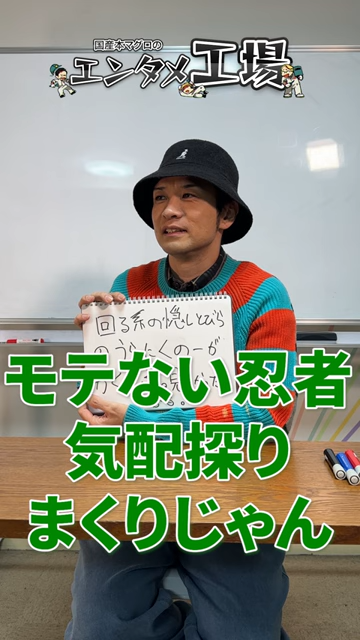 国産本マグロの
エンタメ工場
回る系の隠しとびら
のうらにくのーが
モテない忍者
気配探り
まくりじゃん